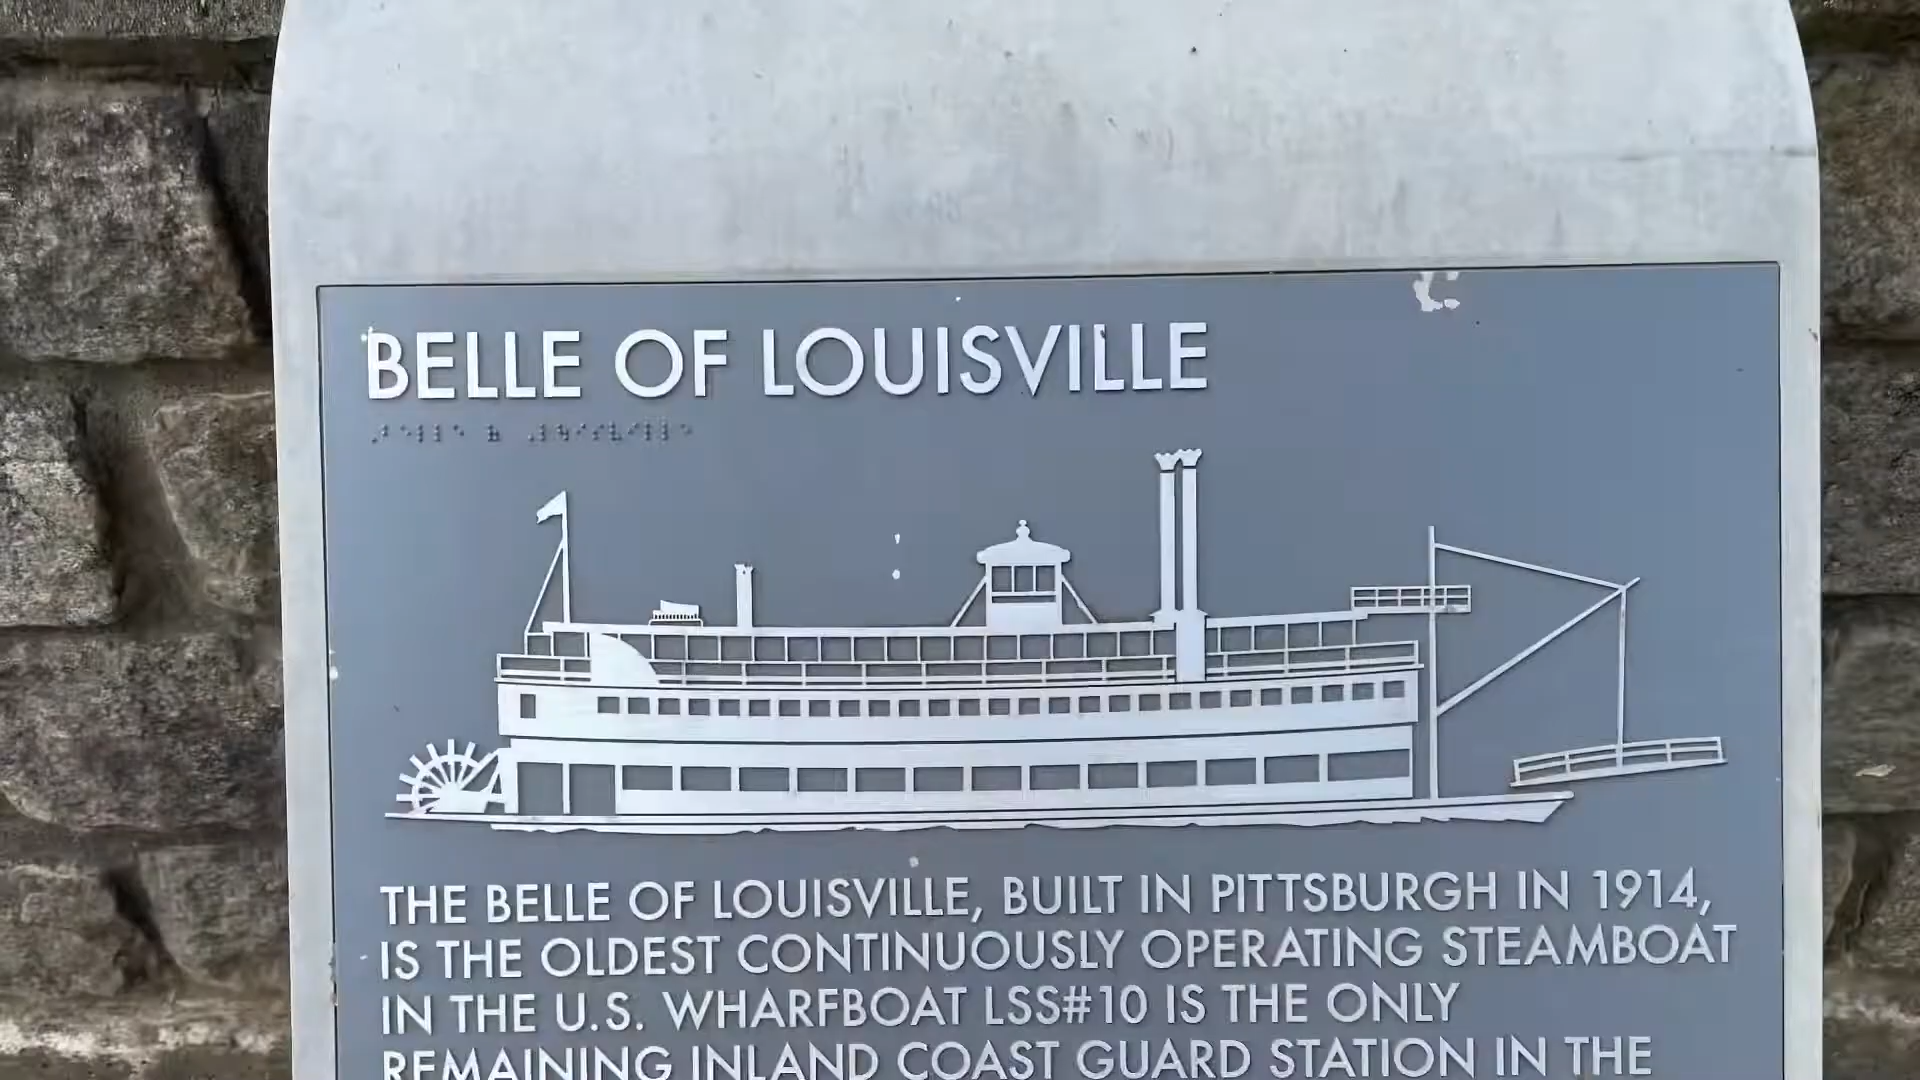 BELLE OF LOUISVILLE
THE BELLE OF LOUISVILLE, BUILT IN PITTSBURGH IN 1914,
IS THE OLDEST CONTINUOUSLY OPERATING STEAMBOAT
IN THE U.S. WHARFBOAT LSS#10 IS THE ONLY
REMAINING INLAND COAST GUARD STATION IN THE